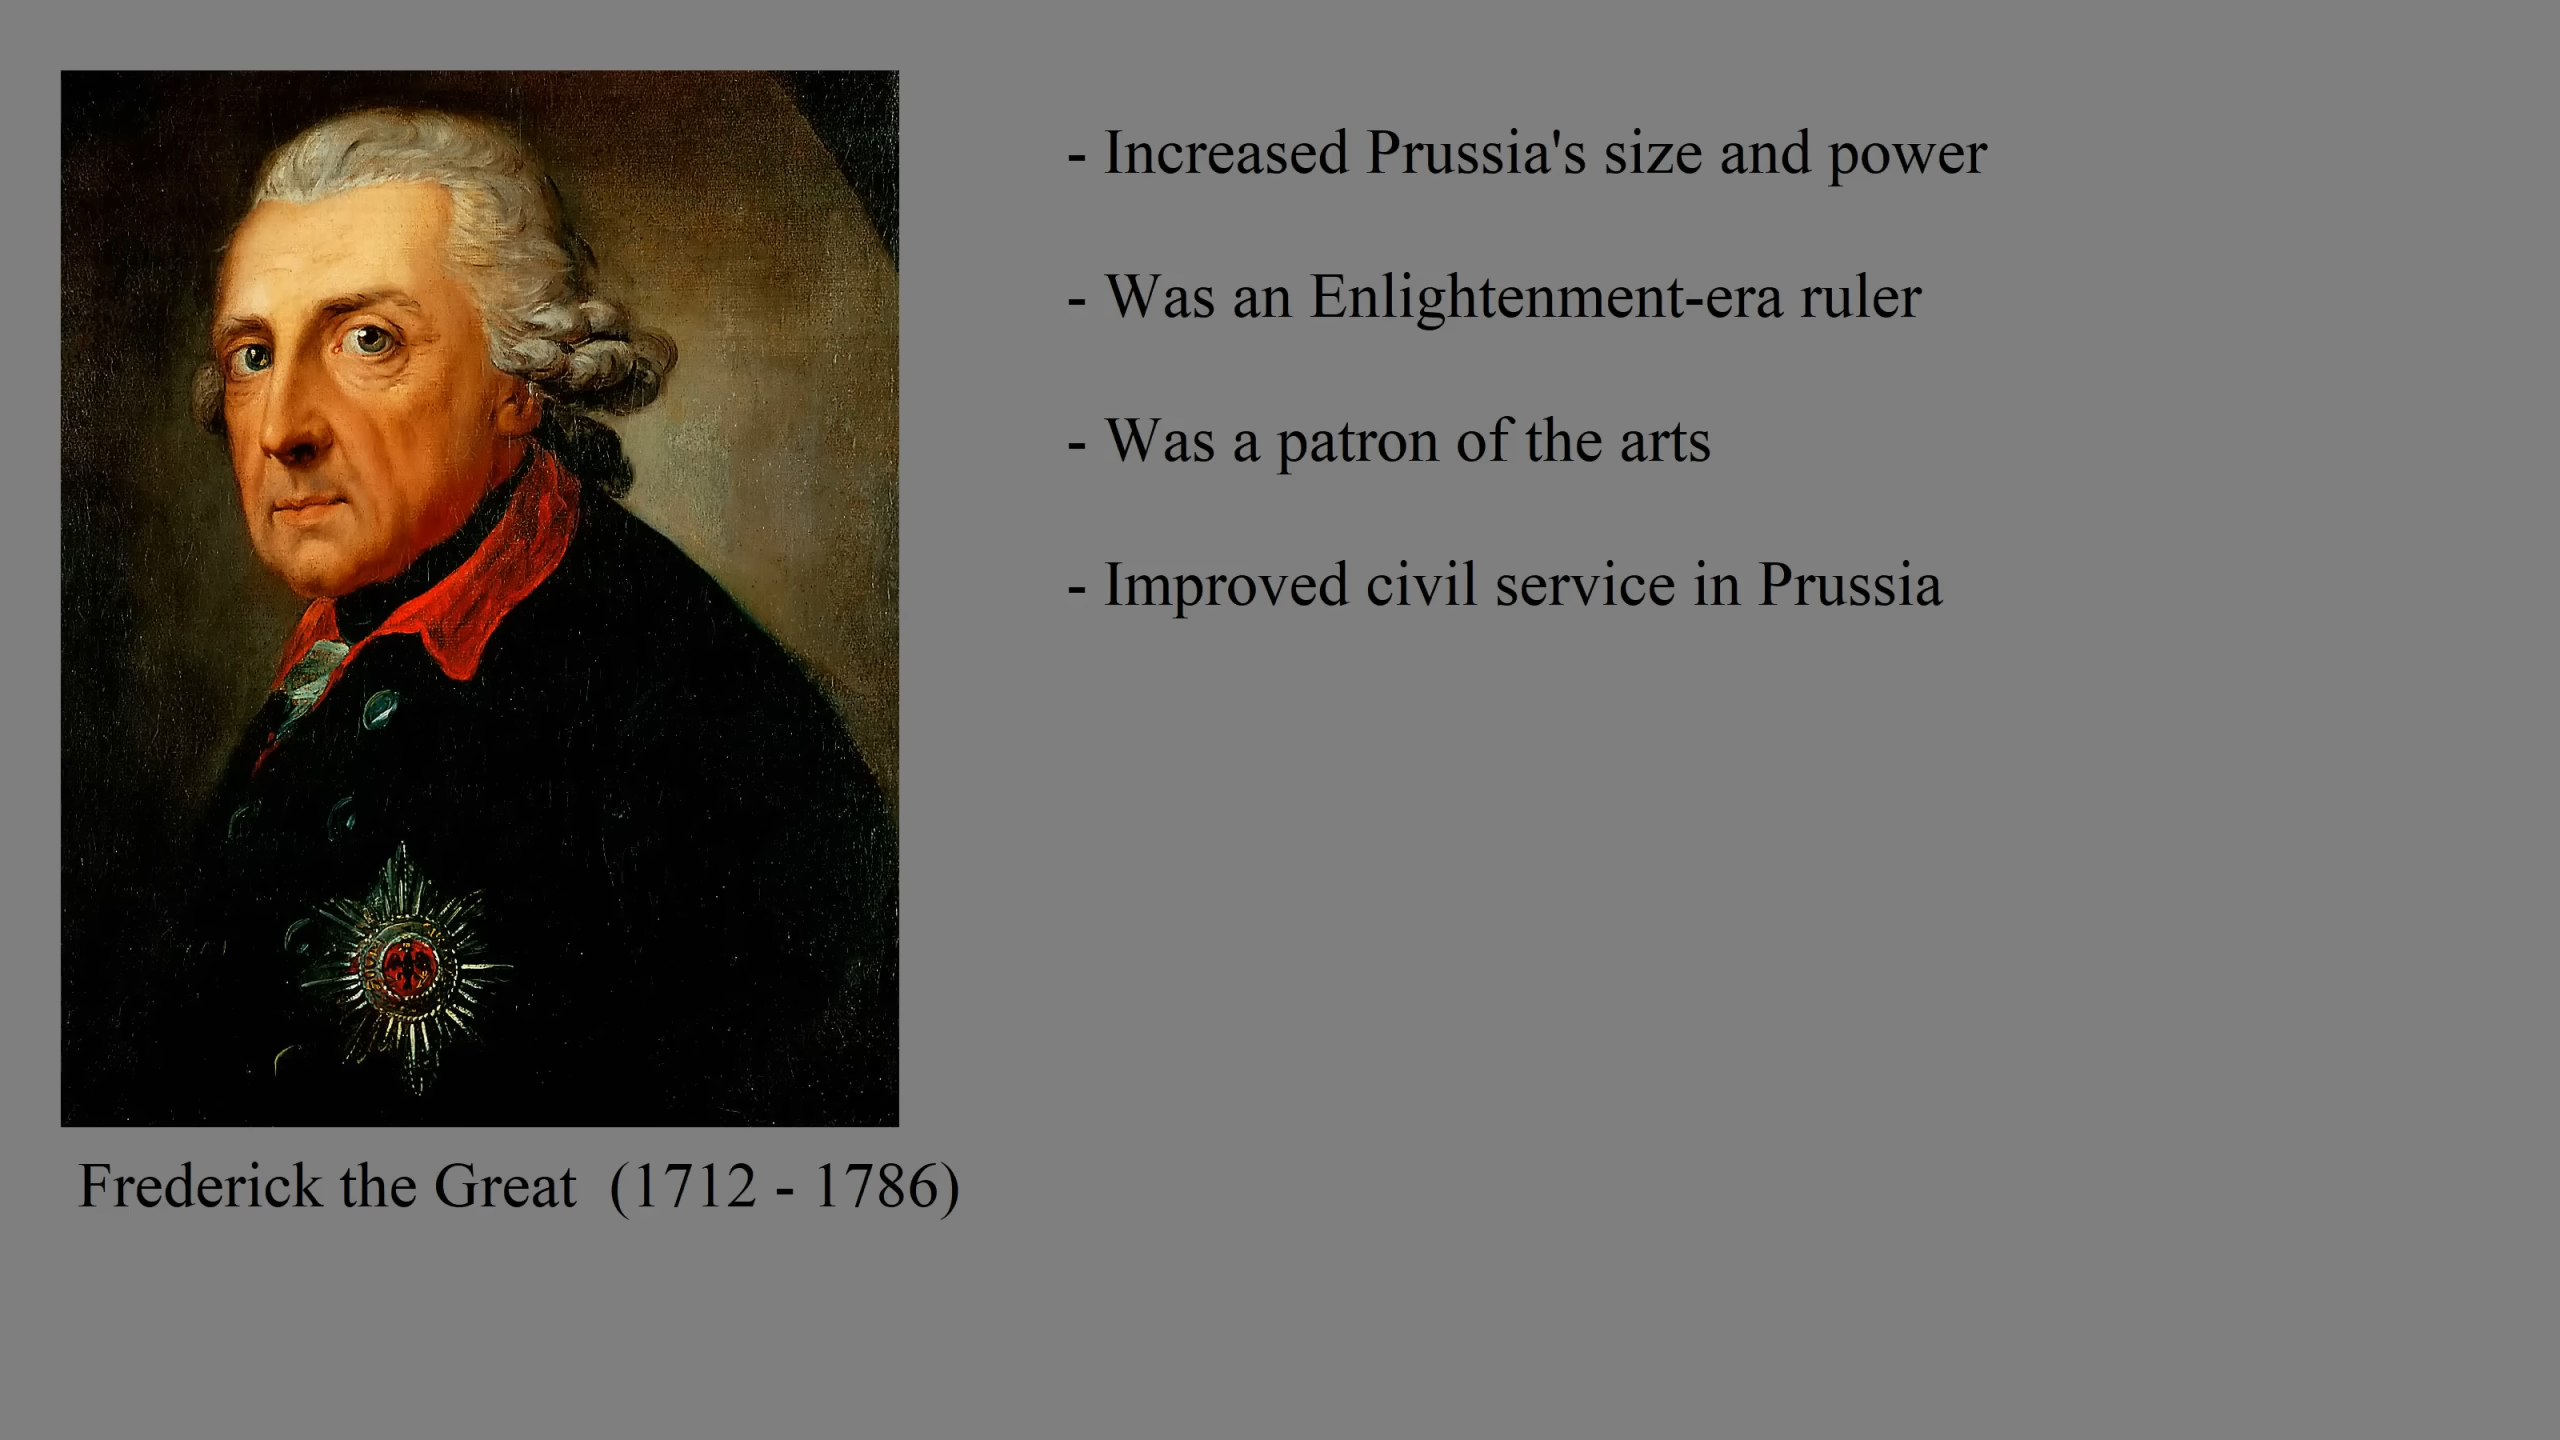 - Increased Prussia's size and power
- Was an Enlightenment-era ruler
- Was a patron of the arts
- Improved civil service in Prussia
Frederick the Great  (1712 - 1786)